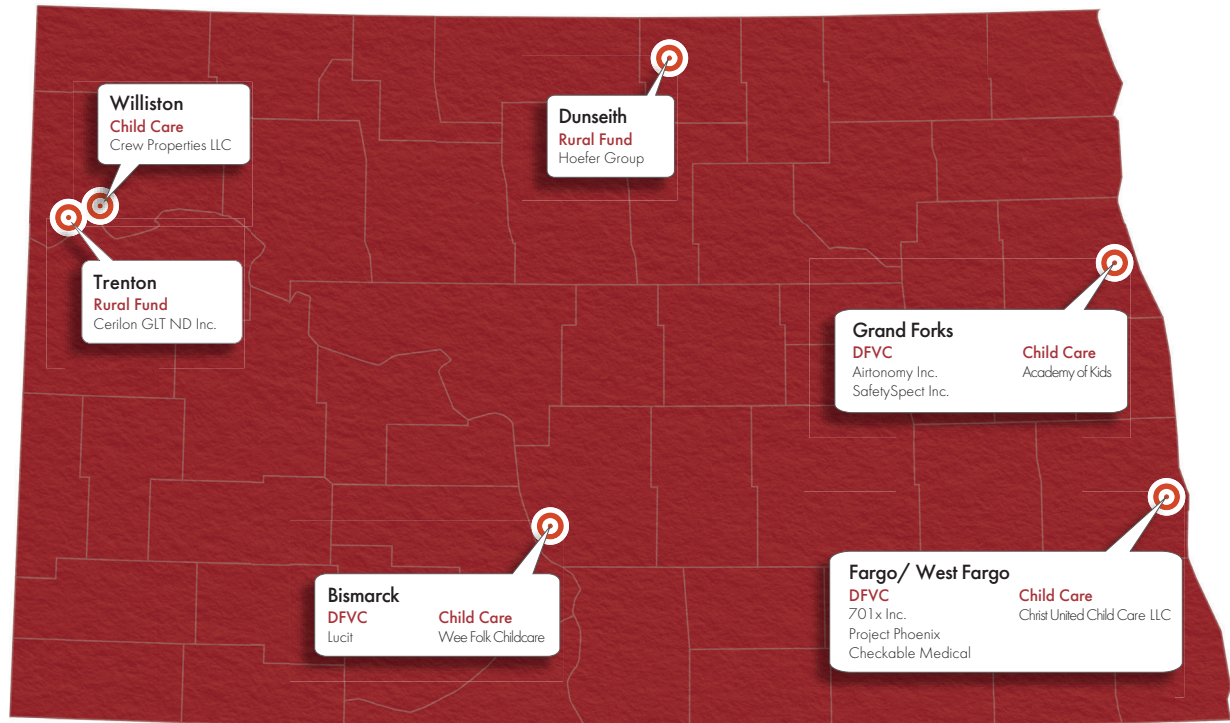 Williston
Child Care
Crew Properties LLC
Dunseith
Rural Fund
Hoefer Group
Trenton
Rural Fund
Cerilon GLT ND Inc.
Grand Forks
DFVC
Airtonomy Inc.
SafetySpect Inc.
Child Care
Academy of Kids
Bismarck
DFVC
Lucit
Child Care
Wee Folk Childcare
Fargo/ West Fargo
DFVC
701x Inc.
Project Phoenix
Checkable Medical
Child Care
Christ United Child Care LLC